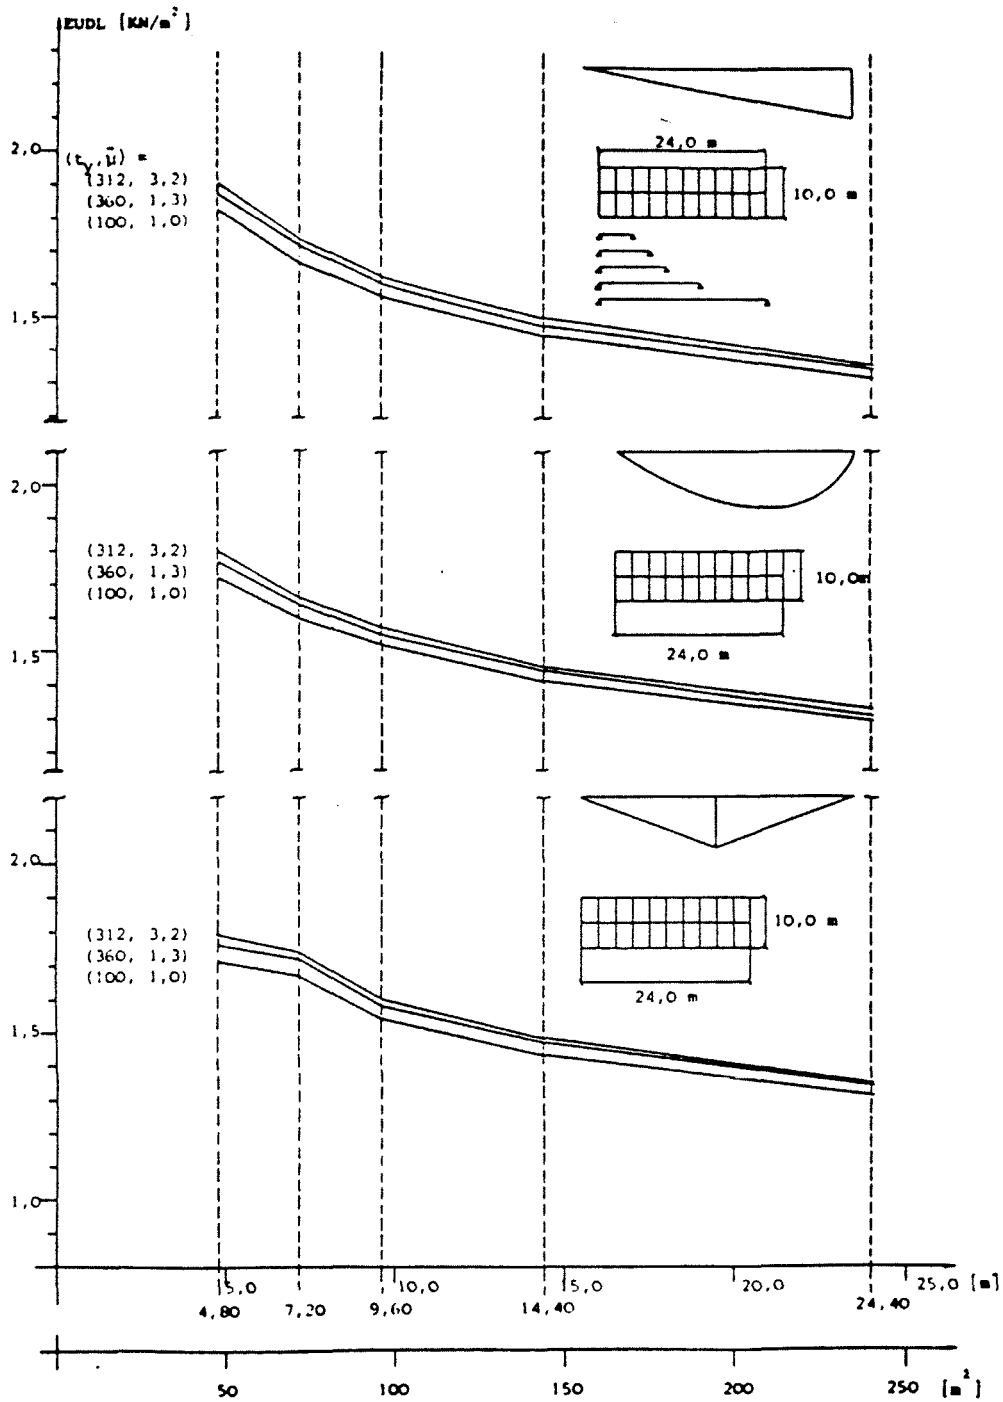 EUDL [KN/m²]
2,0
(tᵧ, μ̄) =
(312, 3,2)
(360, 1,3)
(100, 1,0)
24,0 m
10,0 m
1,5
2,0
(312, 3,2)
(360, 1,3)
(100, 1,0)
10,0m
1,5
24,0 m
2,0
(312, 3,2)
(360, 1,3)
(100, 1,0)
10,0 m
24,0 m
1,5
1,0
5,0 10,0 15,0 20,0 25,0 [m]
4,80 7,20 9,60 14,40 24,40
50 100 150 200 250 [m²]